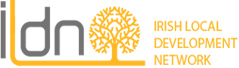 ildn
IRISH LOCAL
DEVELOPMENT
NETWORK